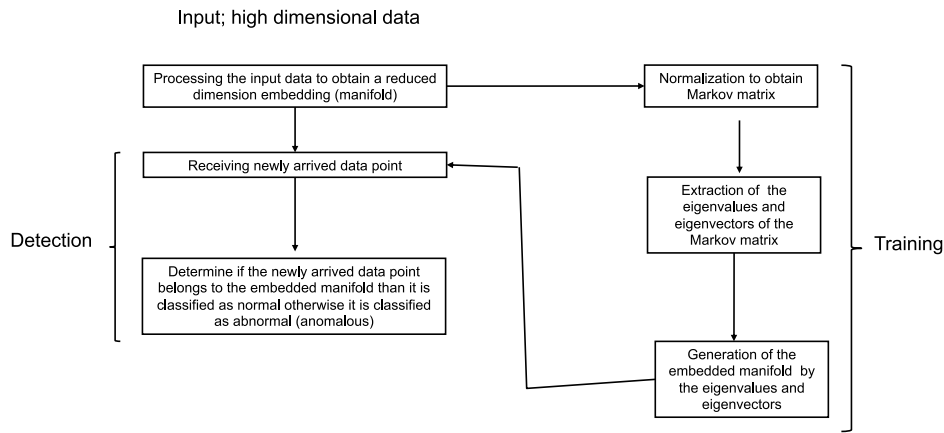 Input; high dimensional data
Processing the input data to obtain a reduced
dimension embedding (manifold)
Normalization to obtain
Markov matrix
Receiving newly arrived data point
Extraction of the
eigenvalues and
eigenvectors of the
Markov matrix
Detection
Training
Determine if the newly arrived data point
belongs to the embedded manifold than it is
classified as normal otherwise it is classified
as abnormal (anomalous)
Generation of the
embedded manifold by
the eigenvalues and
eigenvectors